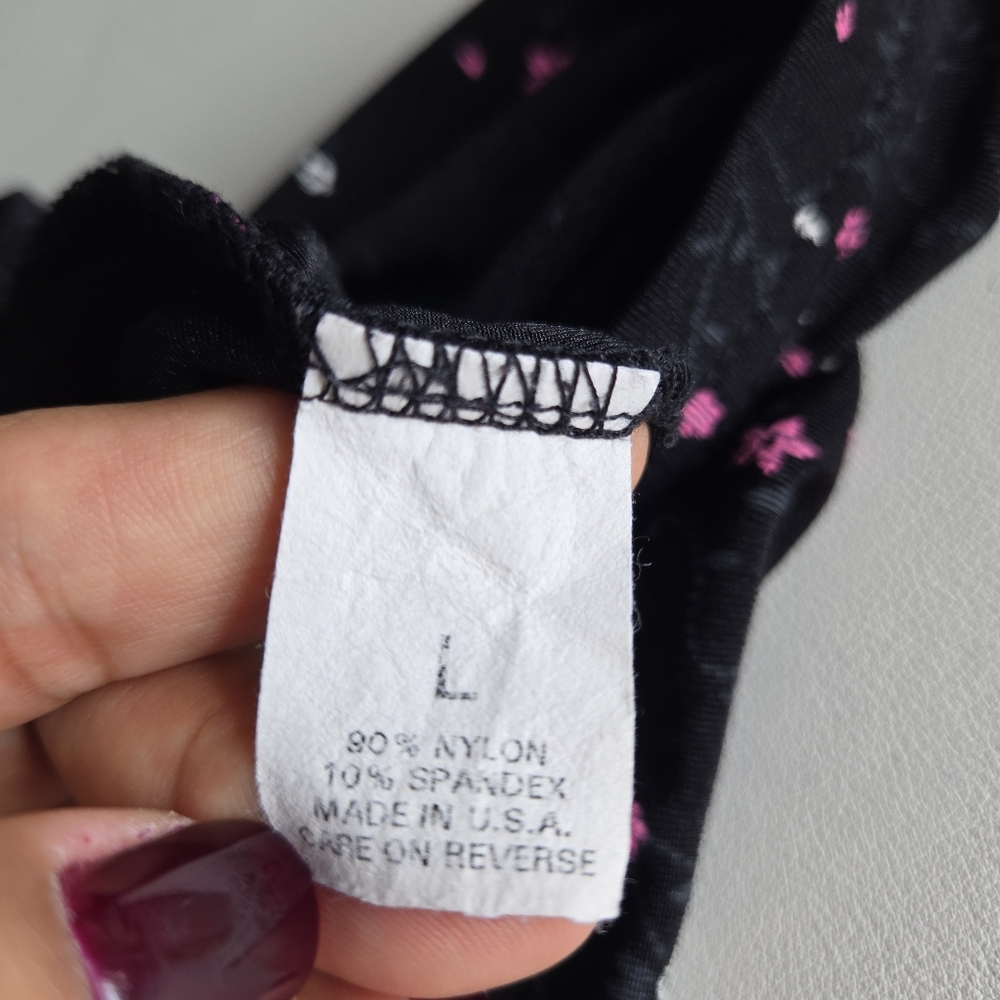 L
90% NYLON
10% SPANDEX
MADE IN U.S.A.
CARE ON REVERSE